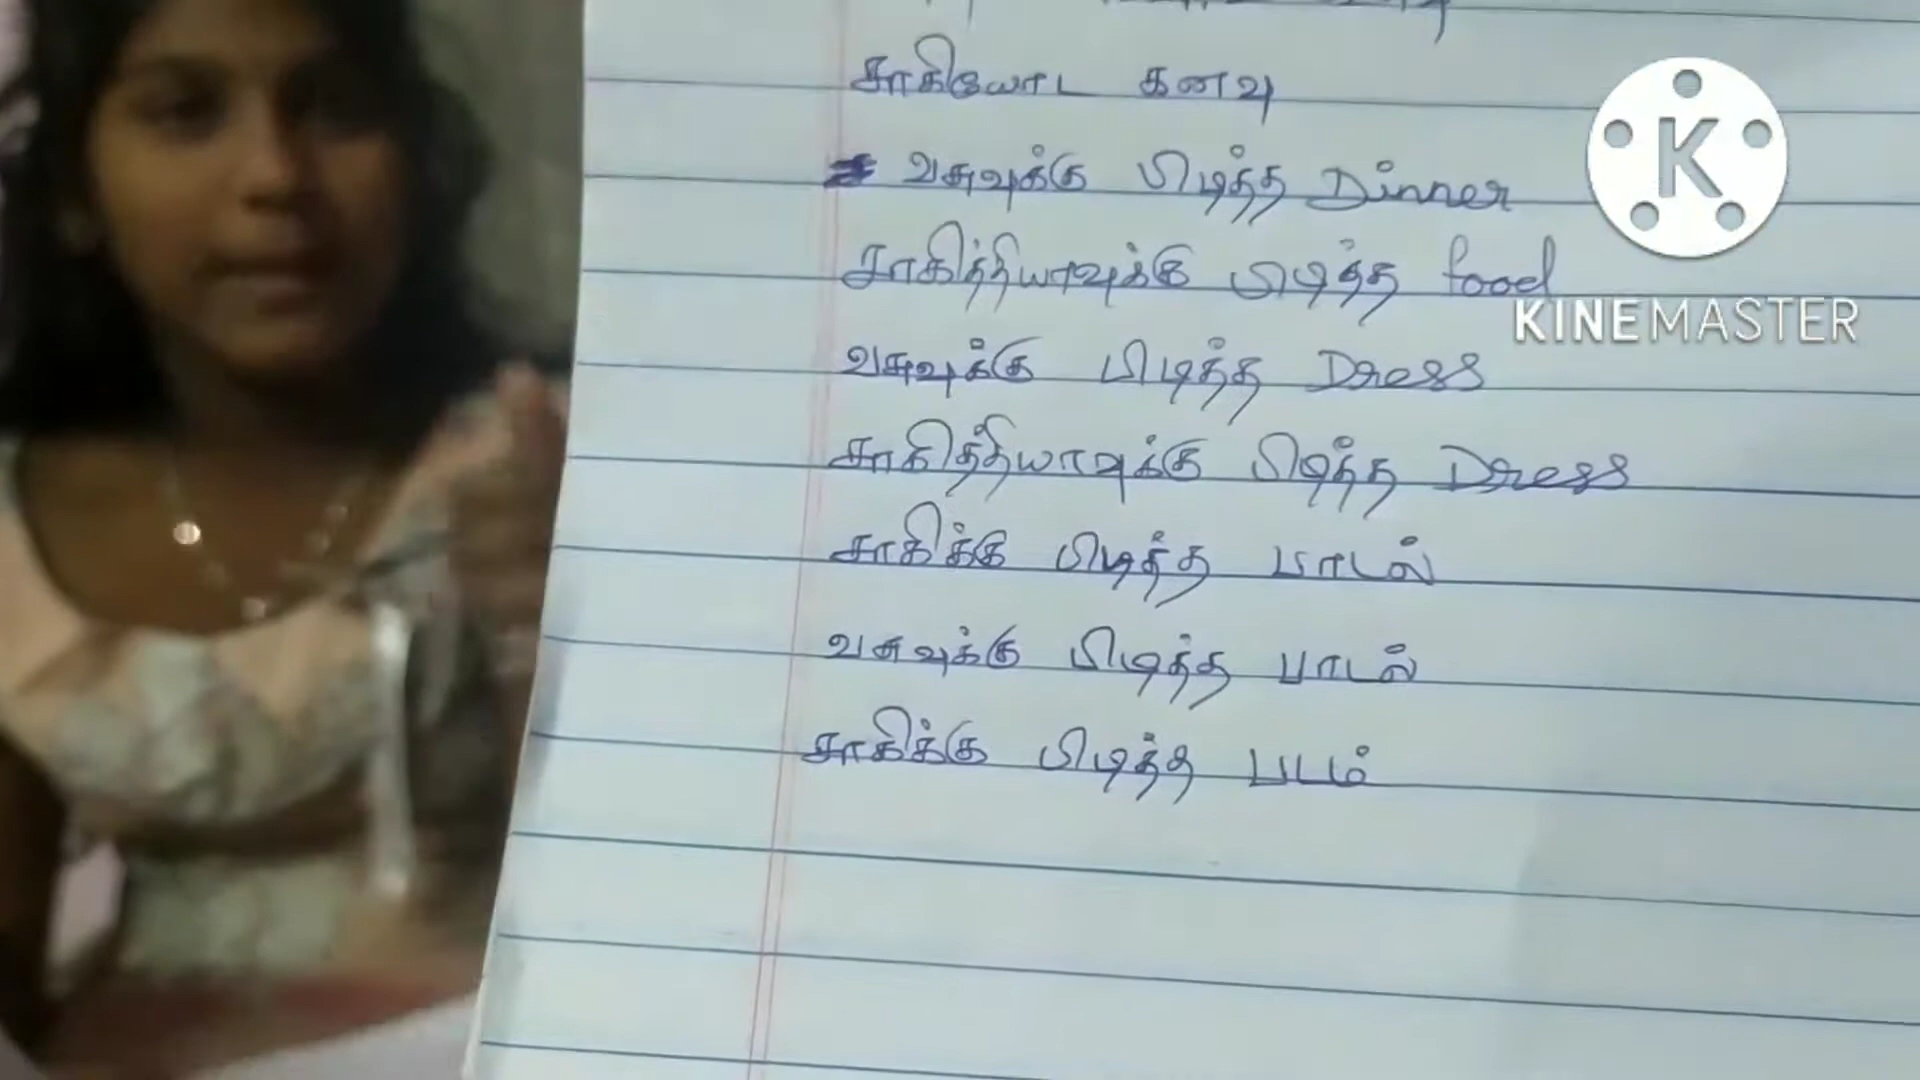 சாகியோட கனவு
வசுவுக்கு பிடித்த Dinner
சாகித்தியாவுக்கு பிடித்த food
வசுவுக்கு பிடித்த Dress
சாகித்தியாவுக்கு பிடித்த Dress
சாகிக்கு பிடித்த பாடல்
வசுவுக்கு பிடித்த பாடல்
சாகிக்கு பிடித்த படம்
K
KINEMASTER